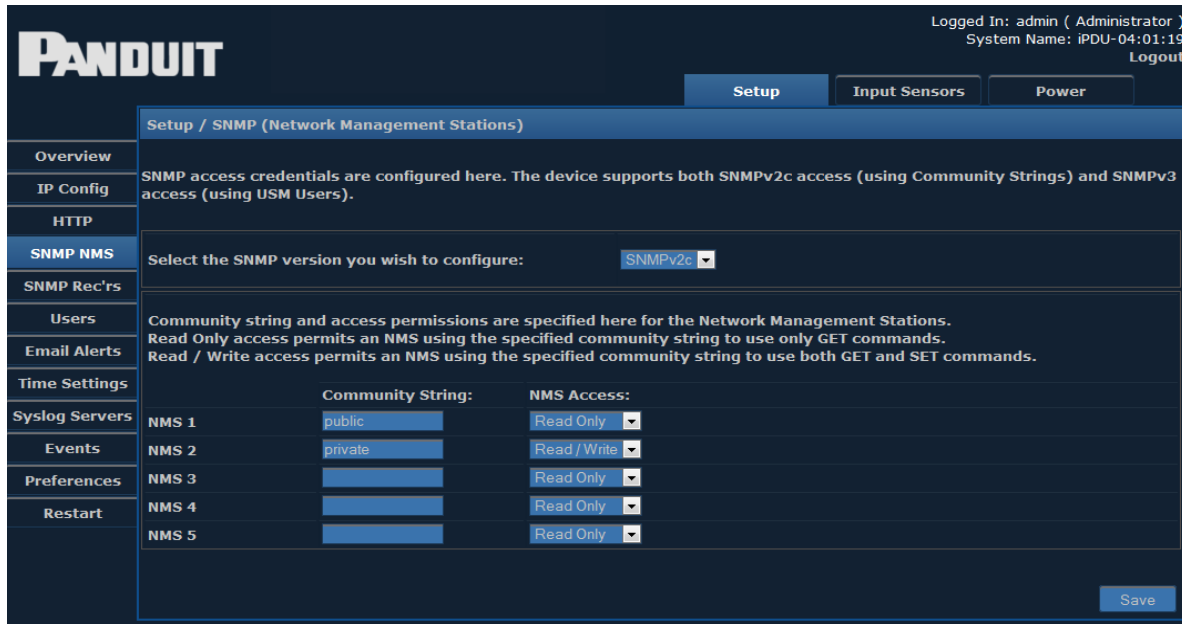 PANDUIT
Logged In: admin ( Administrator )
System Name: iPDU-04:01:19
Logout
Setup
Input Sensors
Power
Setup / SNMP (Network Management Stations)
Overview
IP Config
HTTP
SNMP NMS
SNMP Rec'rs
Users
Email Alerts
Time Settings
Syslog Servers
Events
Preferences
Restart
SNMP access credentials are configured here. The device supports both SNMPv2c access (using Community Strings) and SNMPv3
access (using USM Users).
Select the SNMP version you wish to configure: SNMPv2c
Community string and access permissions are specified here for the Network Management Stations.
Read Only access permits an NMS using the specified community string to use only GET commands.
Read / Write access permits an NMS using the specified community string to use both GET and SET commands.
Community String: NMS Access:
NMS 1 public Read Only
NMS 2 private Read / Write
NMS 3 Read Only
NMS 4 Read Only
NMS 5 Read Only
Save